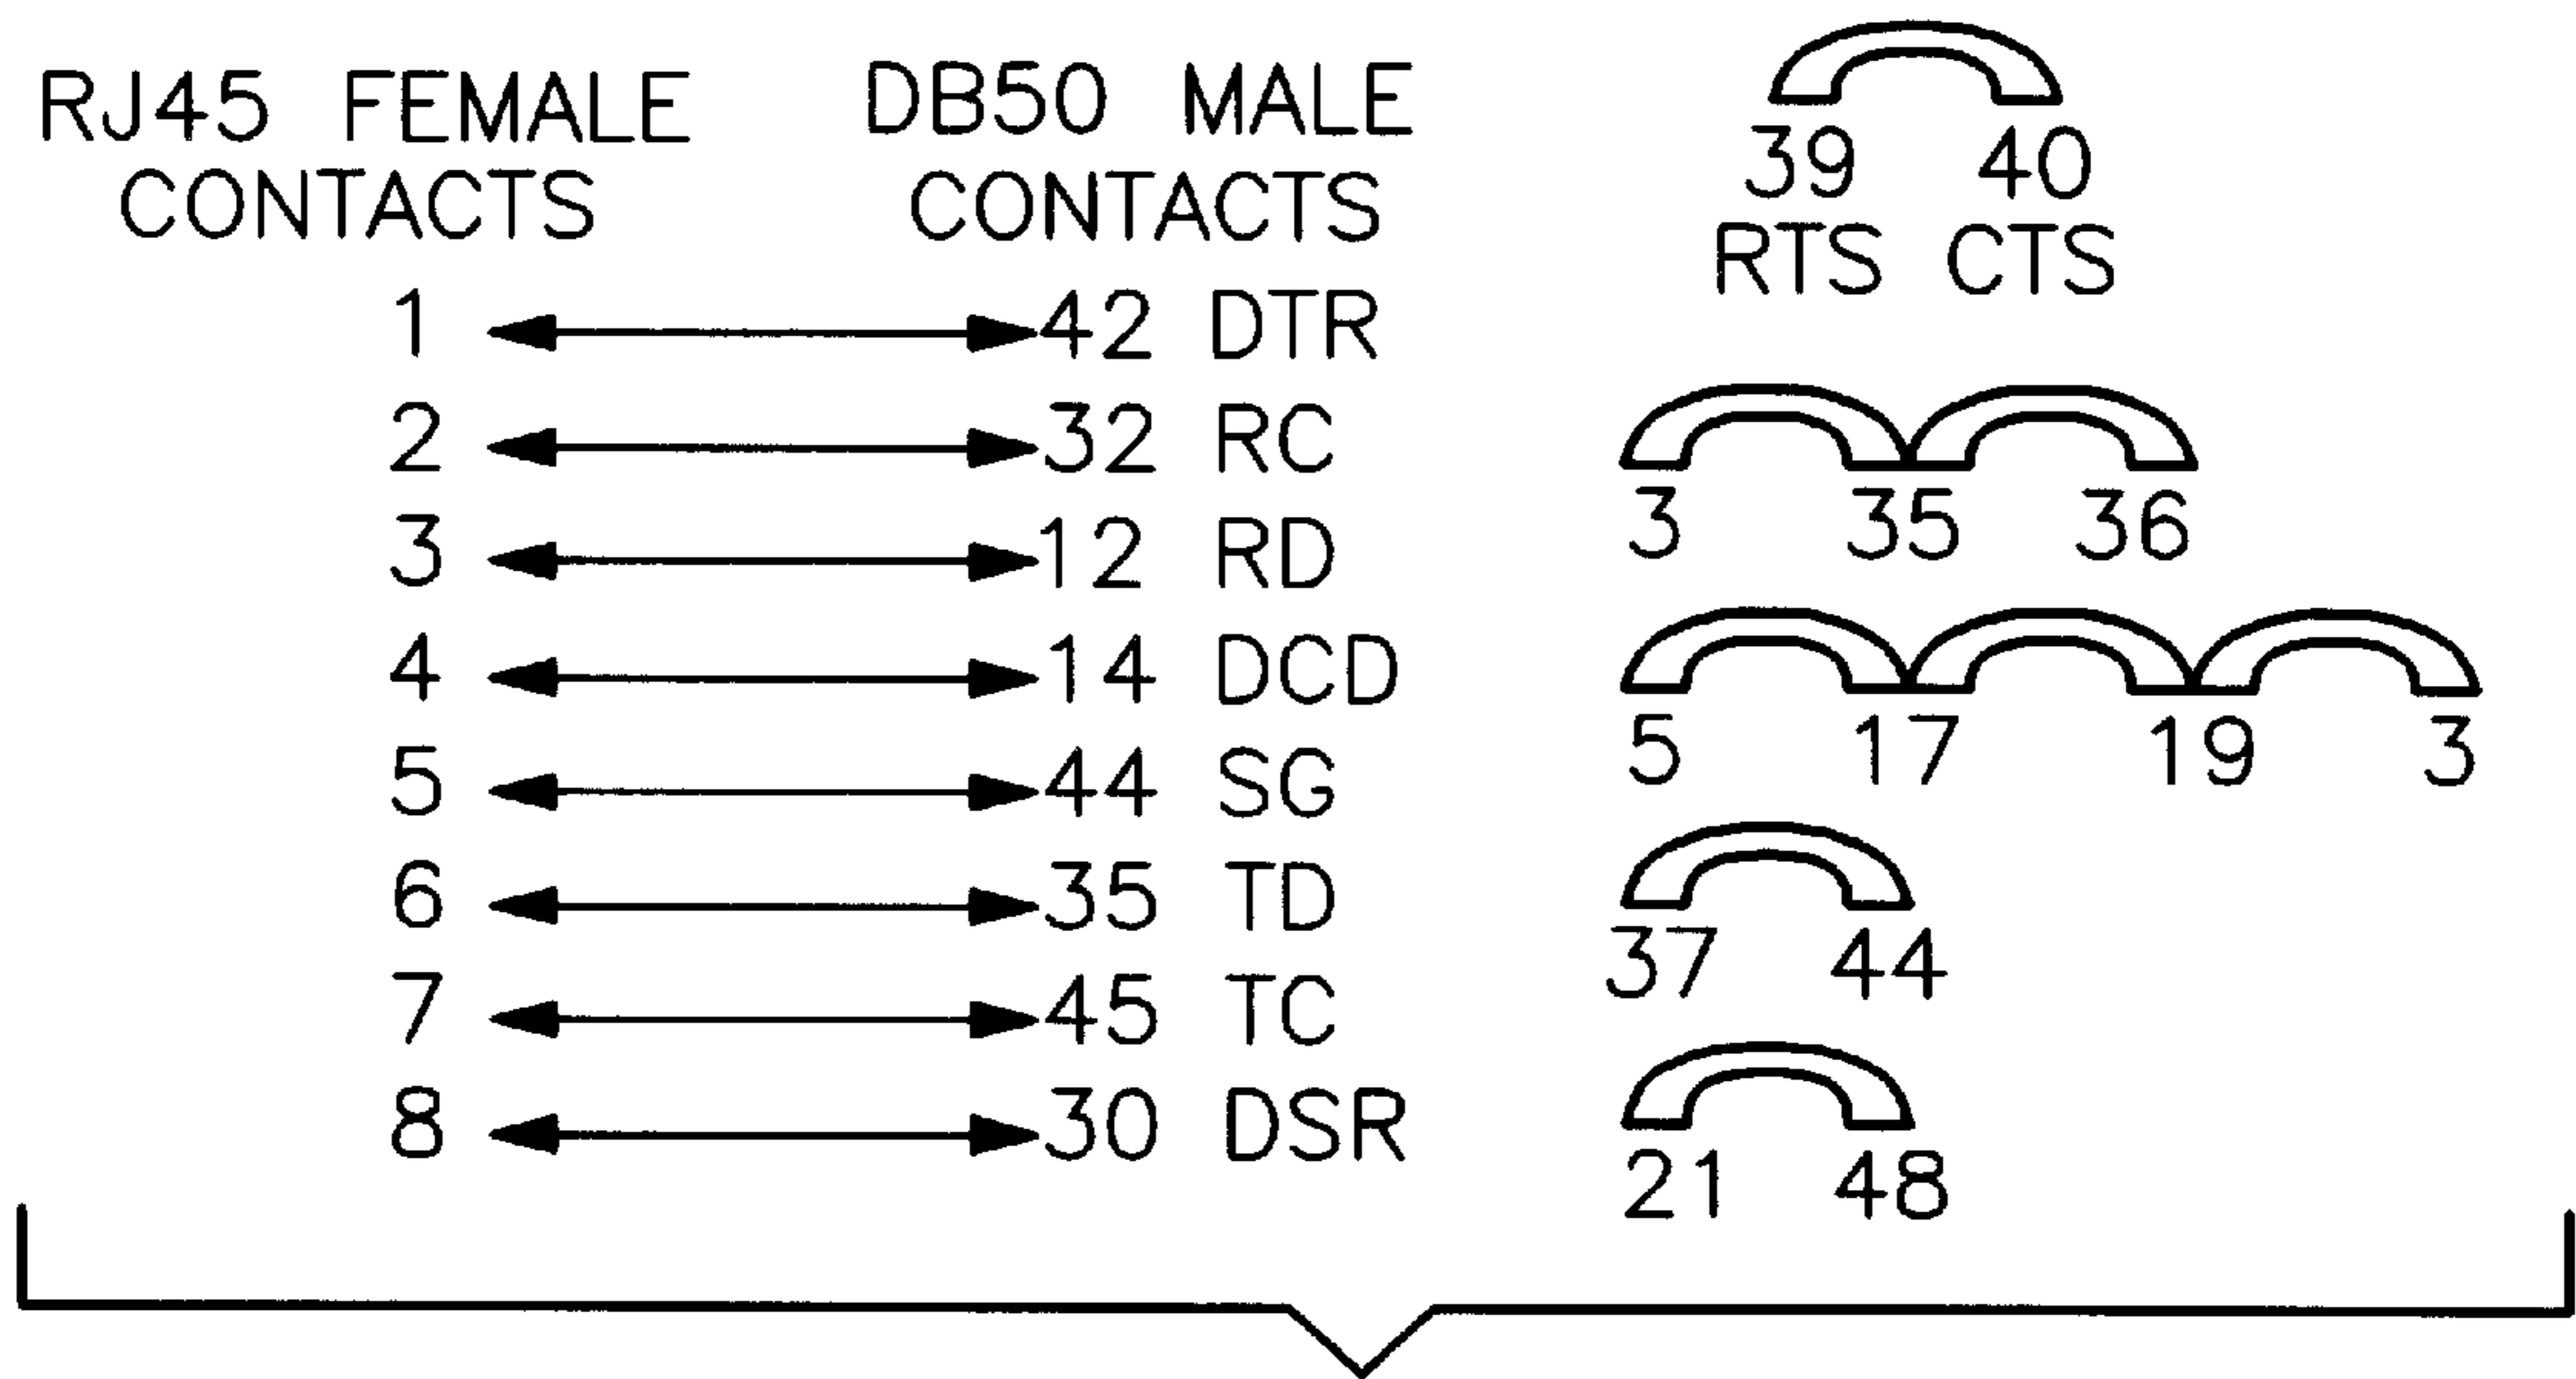 RJ45 FEMALE CONTACTS
DB50 MALE CONTACTS
1 42 DTR
2 32 RC
3 12 RD
4 14 DCD
5 44 SG
6 35 TD
7 45 TC
8 30 DSR
39 40
RTS CTS
3 35 36
5 17 19 3
37 44
21 48